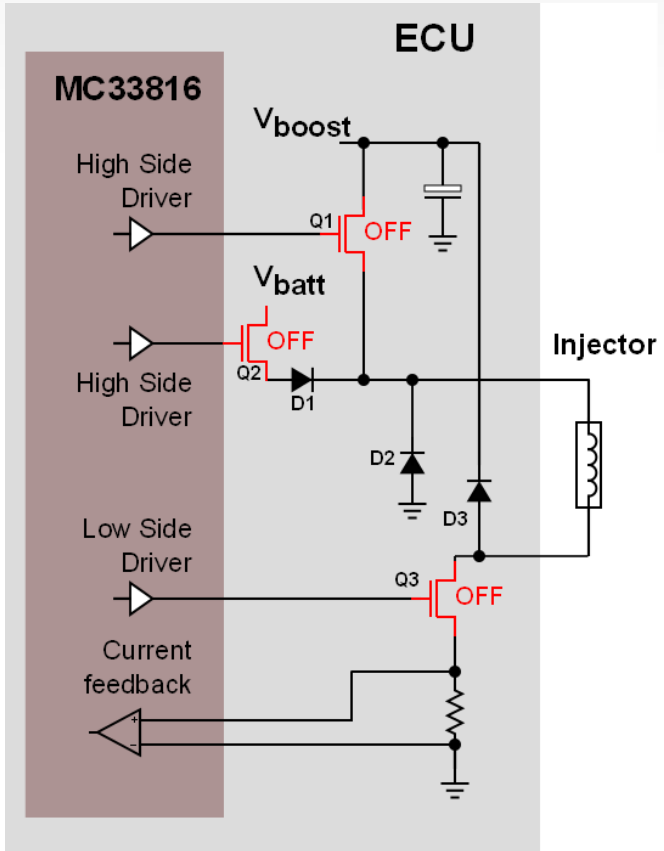 ECU
MC33816
Vboost
High Side
Driver
Q1
OFF
Vbatt
OFF
High Side
Driver
Q2
D1
Injector
D2
D3
Low Side
Driver
Q3
OFF
Current
feedback
+
−